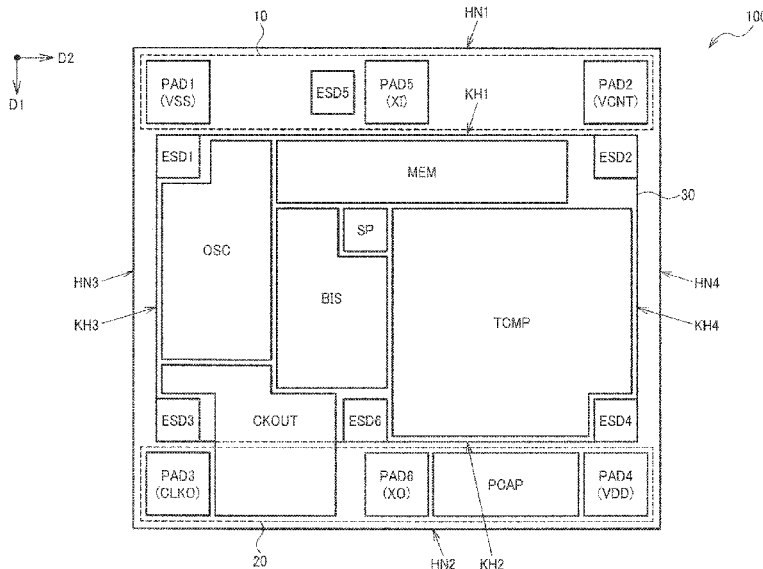 10
HN1
100
D2
D1
PAD1
(VSS)
ESD5
PAD5
(XI)
PAD2
(VCNT)
KH1
ESD1
ESD2
MEM
30
OSC
SP
HN3
HN4
BIS
TCMP
KH3
KH4
ESD3
CKOUT
ESD6
ESD4
PAD3
(CLKO)
PAD6
(XO)
PCAP
PAD4
(VDD)
20
HN2
KH2